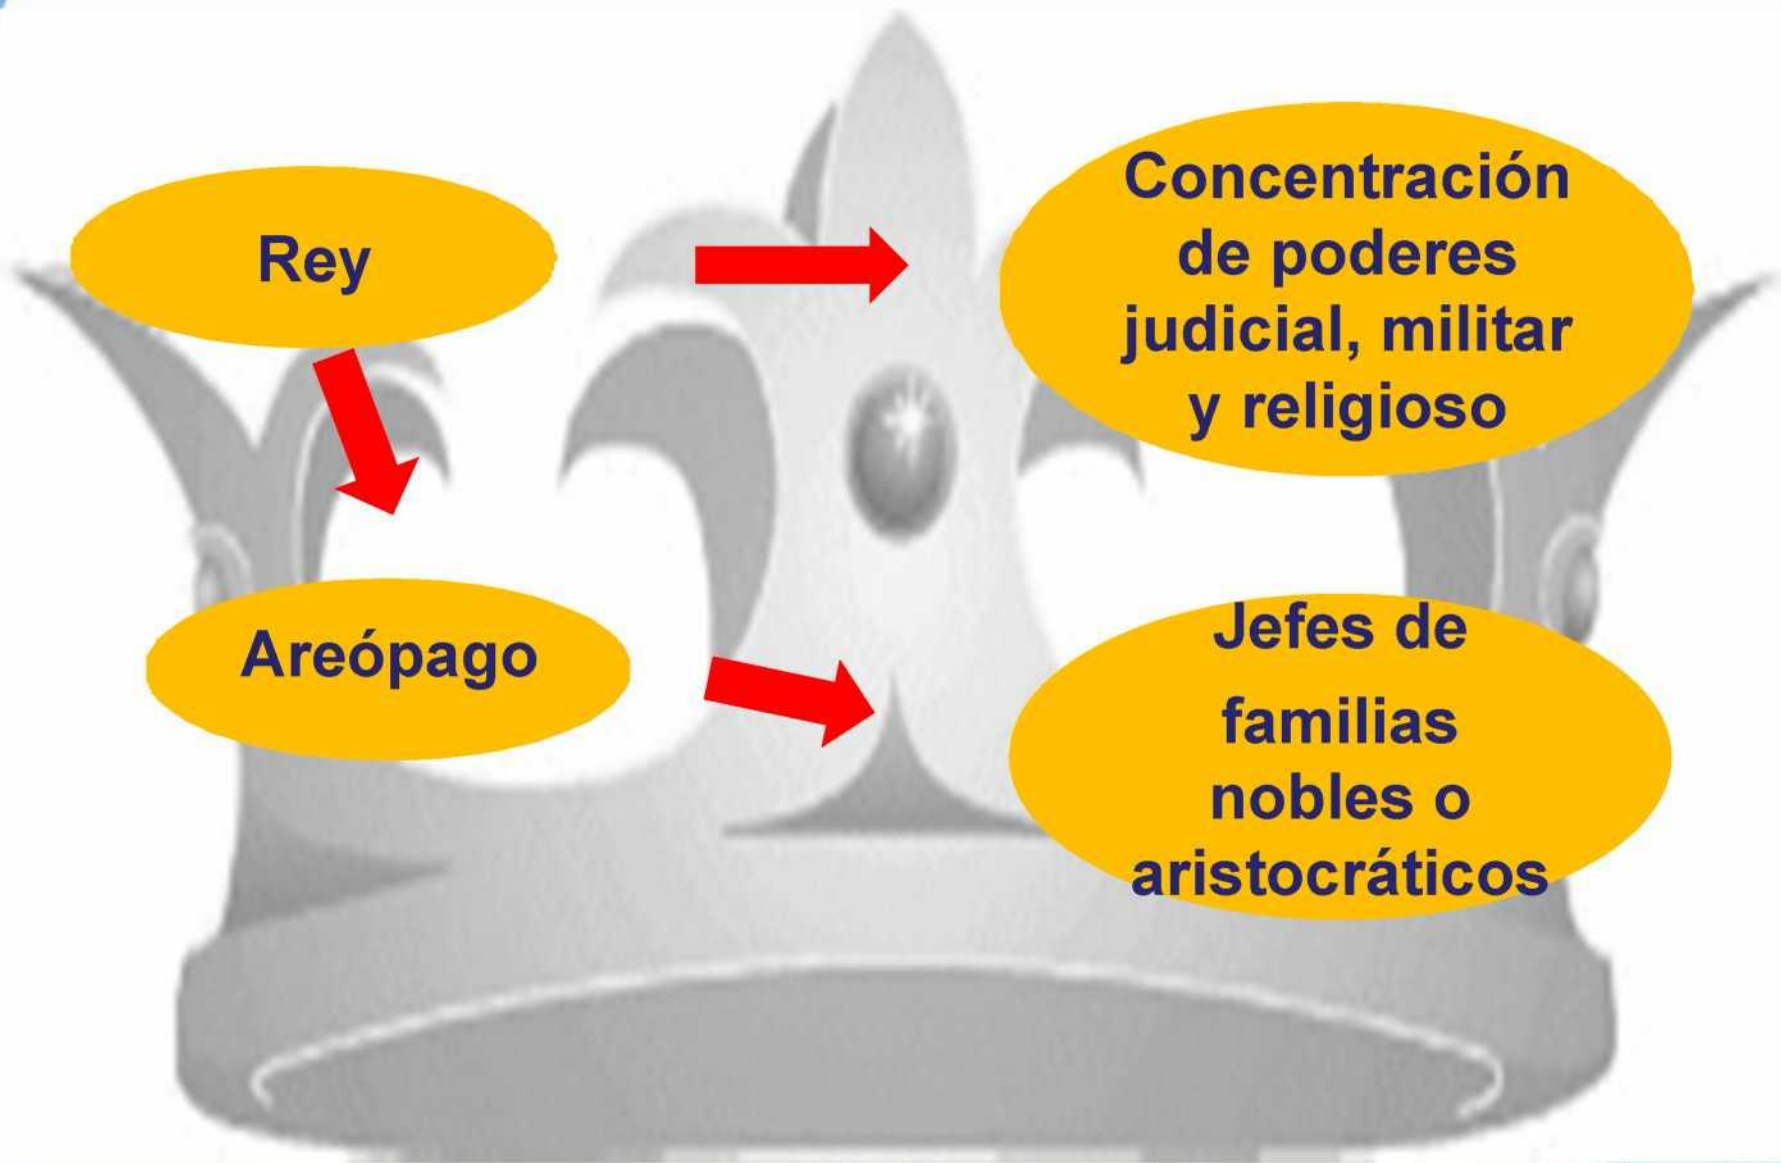 Rey
Concentración
de poderes
judicial, militar
y religioso
Areópago
Jefes de
familias
nobles o
aristocráticos